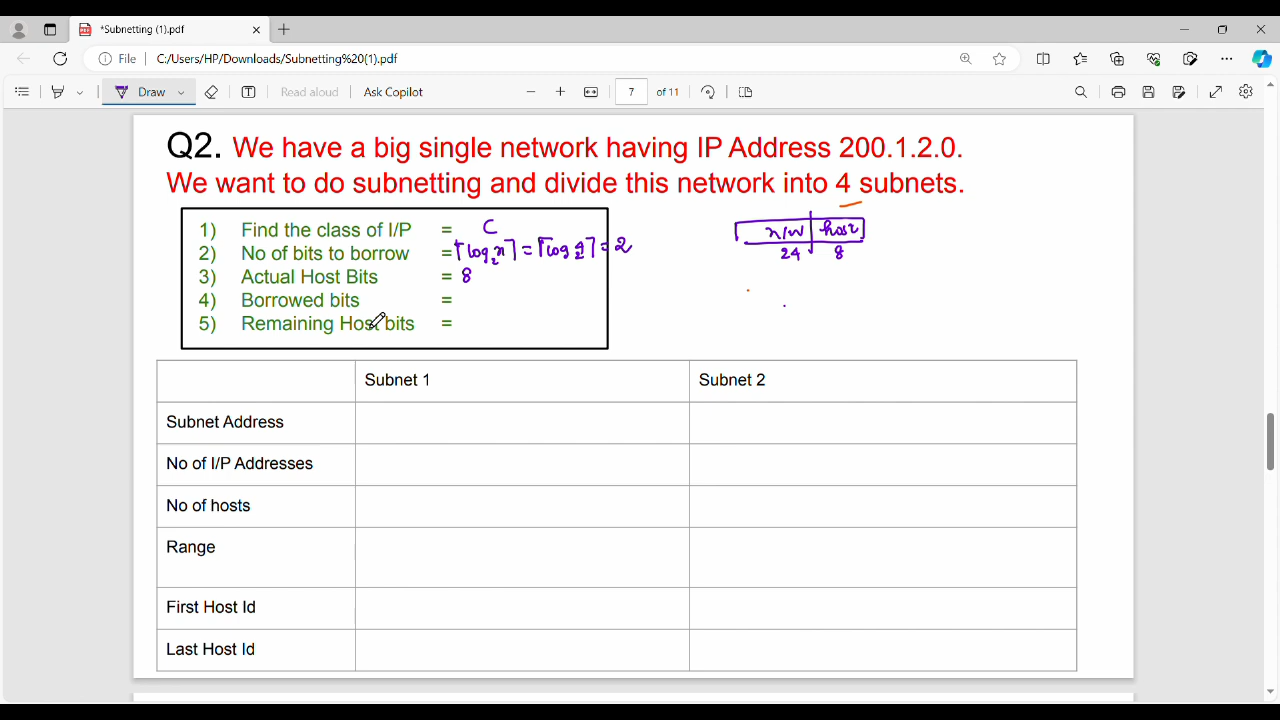 *Subnetting (1).pdf
File C:/Users/HP/Downloads/Subnetting%20(1).pdf
Draw Read aloud Ask Copilot 7 of 11
Q2. We have a big single network having IP Address 200.1.2.0.
We want to do subnetting and divide this network into 4 subnets.
1) Find the class of I/P = C
2) No of bits to borrow = ⌈log₂n⌉ = ⌈log₂4⌉ = 2
3) Actual Host Bits = 8
4) Borrowed bits =
5) Remaining Host bits =
n/w host
24 8
Subnet 1 Subnet 2
Subnet Address
No of I/P Addresses
No of hosts
Range
First Host Id
Last Host Id